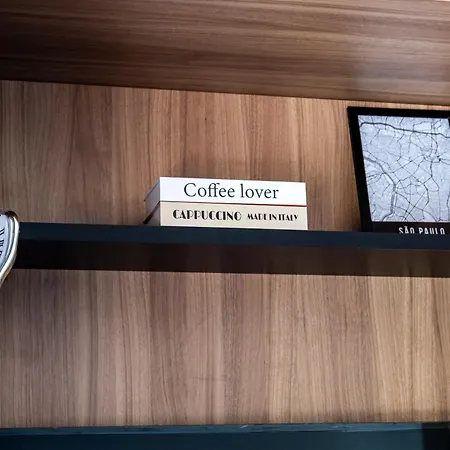 Coffee lover
CAPPUCCINO MADE IN ITALY
SÃO PAULO